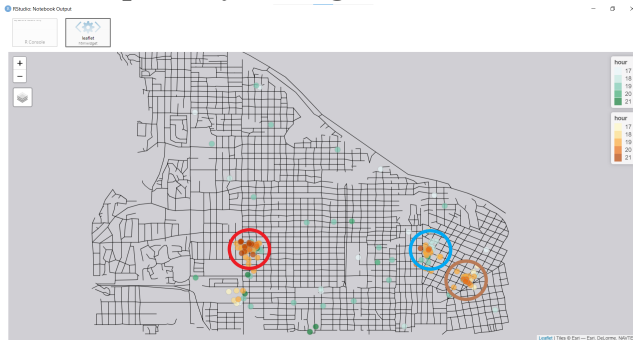 RStudio: Notebook Output
R Console
leaflet
htmlwidget
+
−
hour
17
18
19
20
21
hour
17
18
19
20
21
Leaflet | Tiles © Esri — Esri, DeLorme, NAVTEQ